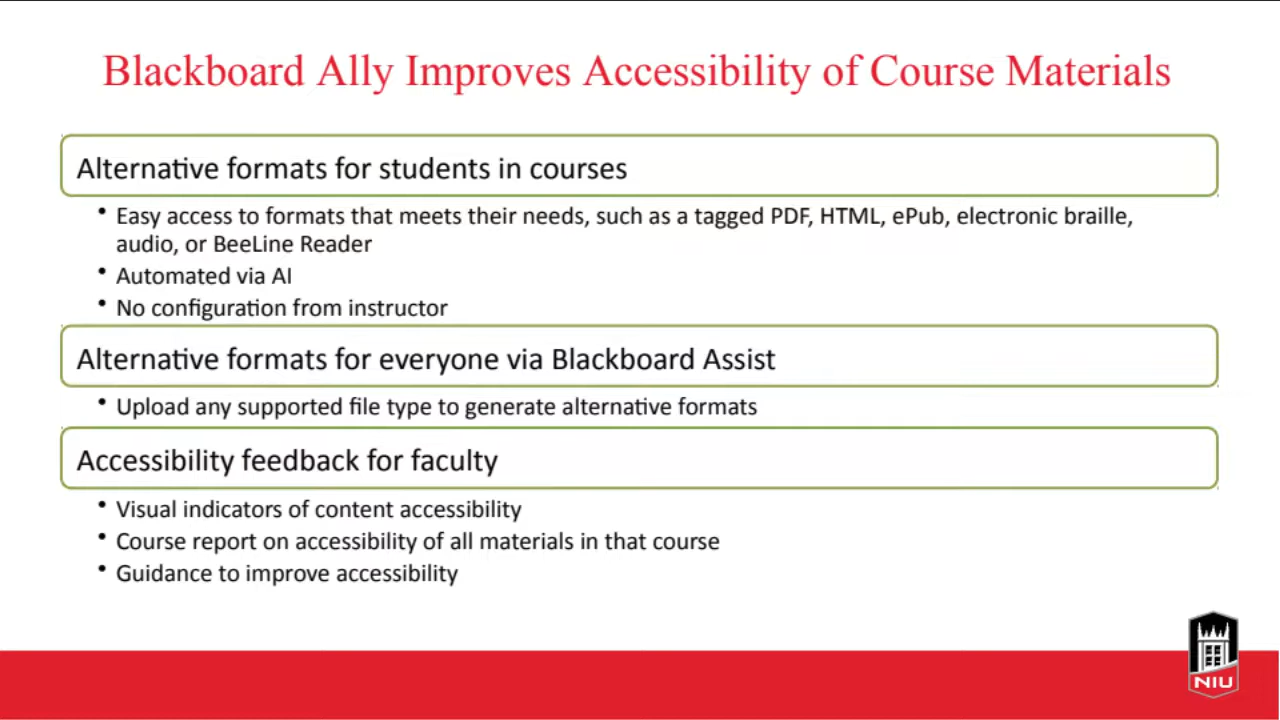 Blackboard Ally Improves Accessibility of Course Materials
Alternative formats for students in courses
• Easy access to formats that meets their needs, such as a tagged PDF, HTML, ePub, electronic braille,
audio, or BeeLine Reader
• Automated via AI
• No configuration from instructor
Alternative formats for everyone via Blackboard Assist
• Upload any supported file type to generate alternative formats
Accessibility feedback for faculty
• Visual indicators of content accessibility
• Course report on accessibility of all materials in that course
• Guidance to improve accessibility
NIU